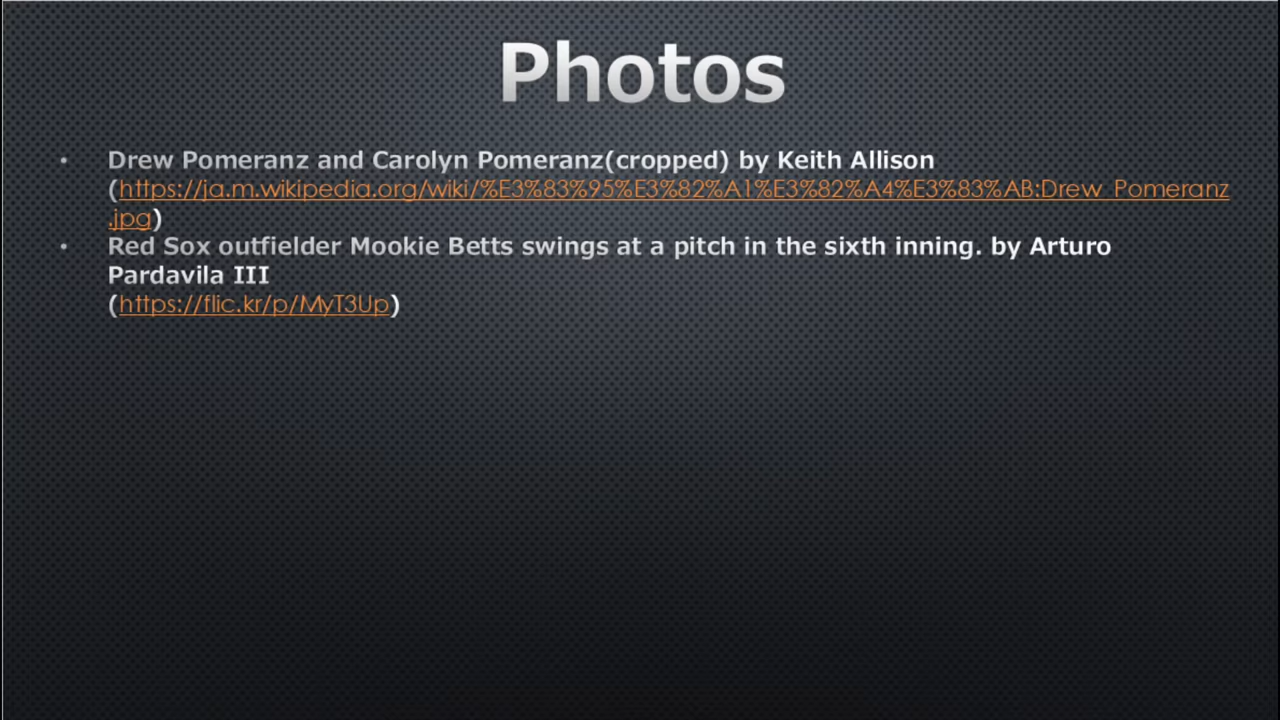 Photos
• Drew Pomeranz and Carolyn Pomeranz(cropped) by Keith Allison
(https://ja.m.wikipedia.org/wiki/%E3%83%95%E3%82%A1%E3%82%A4%E3%83%AB:Drew_Pomeranz
.jpg)
• Red Sox outfielder Mookie Betts swings at a pitch in the sixth inning. by Arturo
Pardavila III
(https://flic.kr/p/MyT3Up)